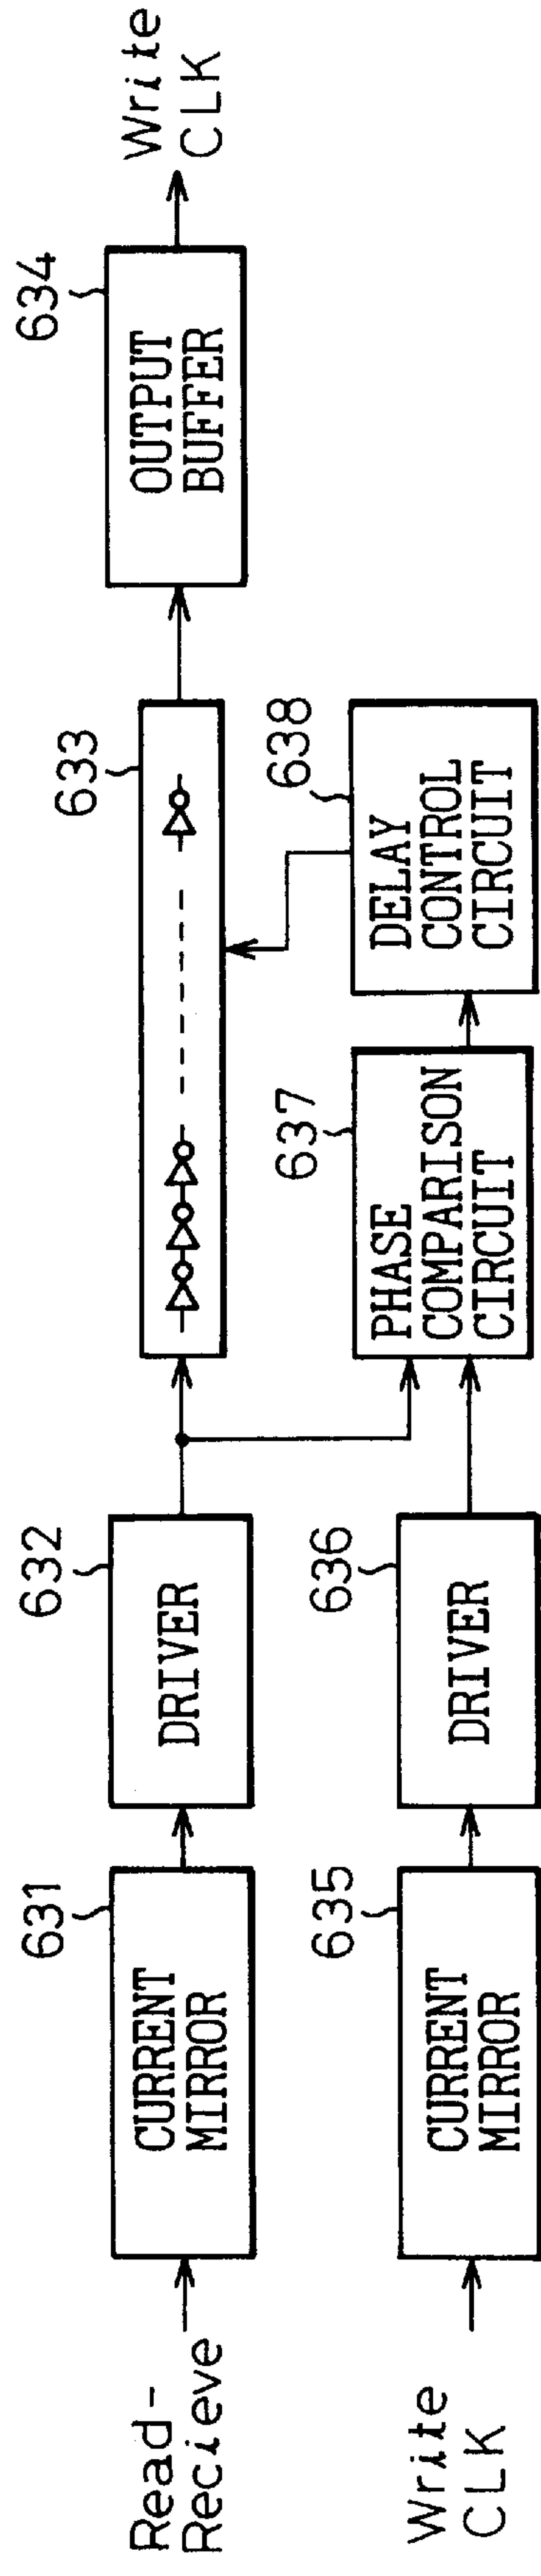 Read-
Recieve
631
CURRENT
MIRROR
632
DRIVER
633
634
OUTPUT
BUFFER
Write
CLK
Write
CLK
635
CURRENT
MIRROR
636
DRIVER
637
PHASE
COMPARISON
CIRCUIT
638
DELAY
CONTROL
CIRCUIT